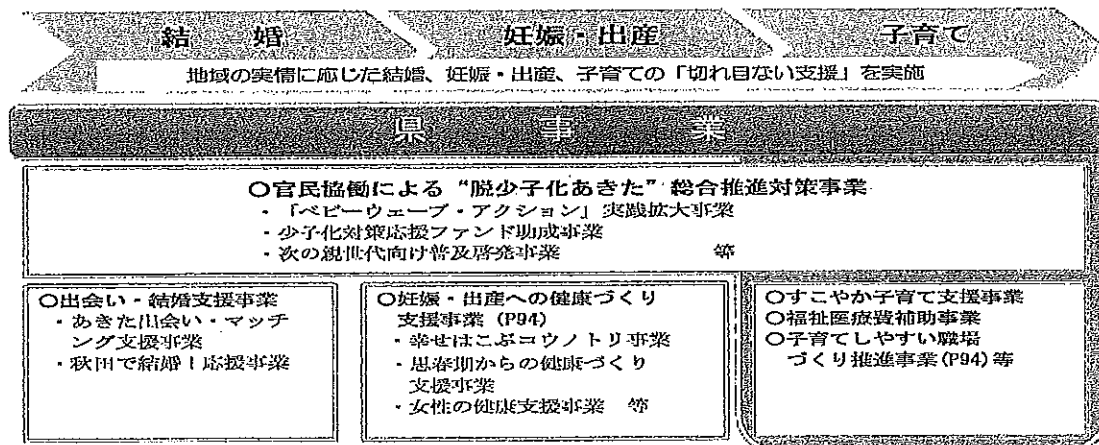 結婚
妊娠・出産
子育て
地域の実情に応じた結婚、妊娠・出産、子育ての「切れ目ない支援」を実施
県事業
○官民協働による“脱少子化あきた”総合推進対策事業
・「ベビーウェーブ・アクション」実践拡大事業
・少子化対策応援ファンド助成事業
・次の親世代向け普及啓発事業 等
○出会い・結婚支援事業
・あきた出会い・マッチ
ング支援事業
・秋田で結婚!応援事業
○妊娠・出産への健康づくり
支援事業(P94)
・幸せはこぶコウノトリ事業
・思春期からの健康づくり
支援事業
・女性の健康支援事業 等
○すこやか子育て支援事業
○福祉医療費補助事業
○子育てしやすい職場
づくり推進事業(P94)等